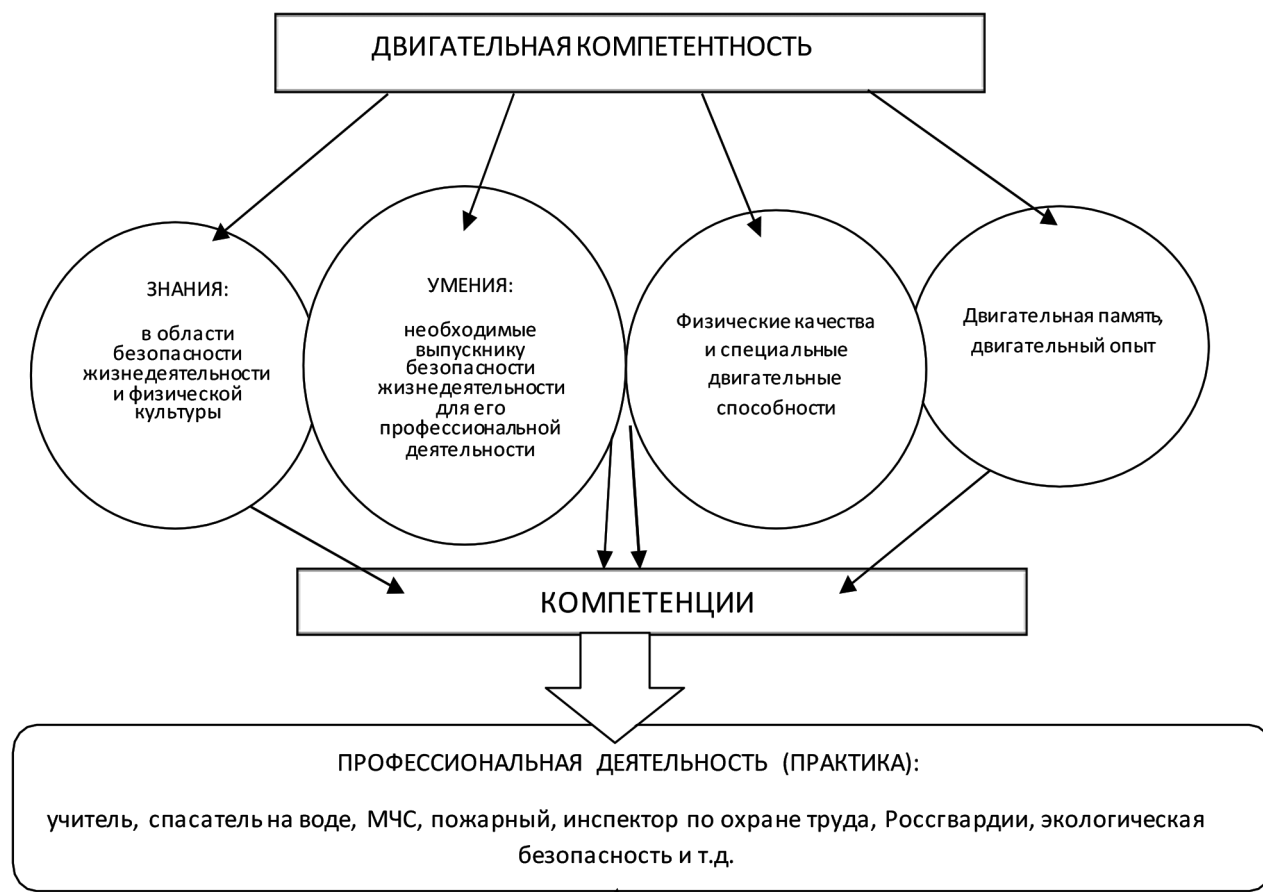 ДВИГАТЕЛЬНАЯ КОМПЕТЕНТНОСТЬ
ЗНАНИЯ:
в области
безопасности
жизнедеятельности
и физической
культуры
УМЕНИЯ:
необходимые
выпускнику
безопасности
жизнедеятельности
для его
профессиональной
деятельности
Физические качества
и специальные
двигательные
способности
Двигательная память,
двигательный опыт
КОМПЕТЕНЦИИ
ПРОФЕССИОНАЛЬНАЯ ДЕЯТЕЛЬНОСТЬ (ПРАКТИКА):
учитель, спасатель на воде, МЧС, пожарный, инспектор по охране труда, Россгвардии, экологическая
безопасность и т.д.